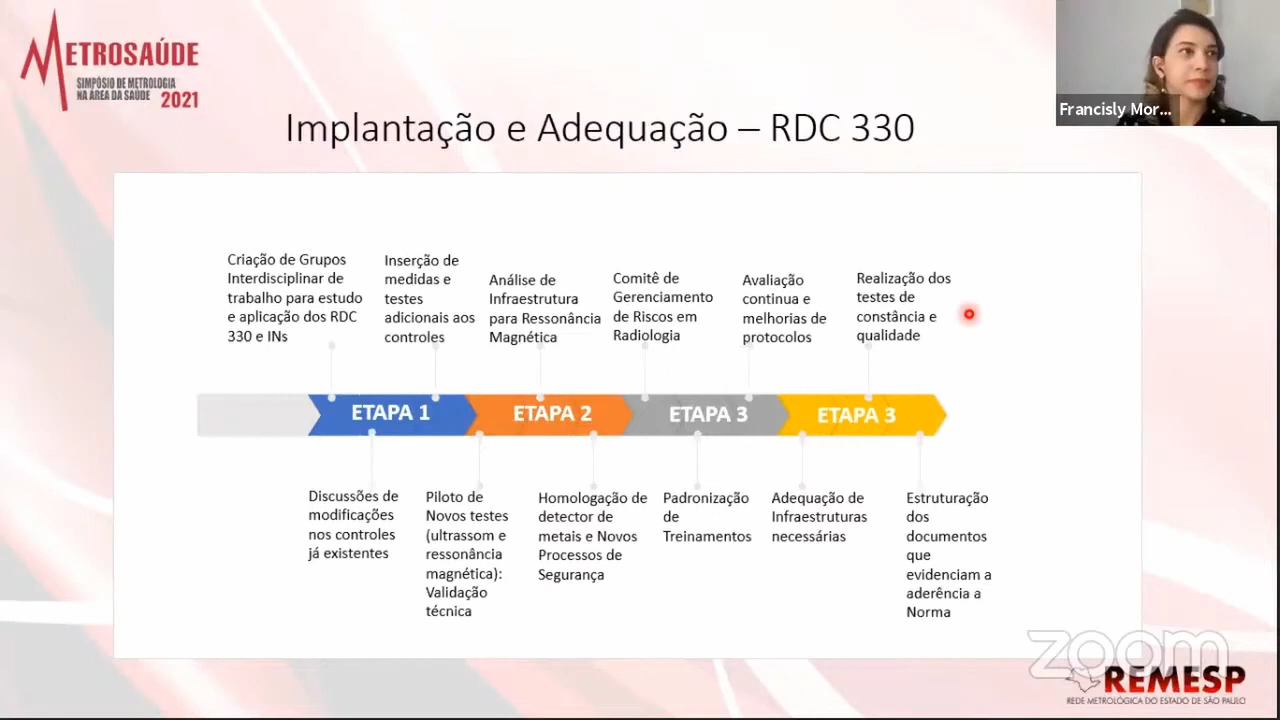 METROSAÚDE
SIMPÓSIO DE METROLOGIA
NA ÁREA DA SAÚDE 2021
Francisly Mor...
Implantação e Adequação – RDC 330
Criação de Grupos
Interdisciplinar de
trabalho para estudo
e aplicação dos RDC
330 e INs
Inserção de
medidas e
testes
adicionais aos
controles
Análise de
Infraestrutura
para Ressonância
Magnética
Comitê de
Gerenciamento
de Riscos em
Radiologia
Avaliação
continua e
melhorias de
protocolos
Realização dos
testes de
constância e
qualidade
ETAPA 1
ETAPA 2
ETAPA 3
ETAPA 3
Discussões de
modificações
nos controles
já existentes
Piloto de
Novos testes
(ultrassom e
ressonância
magnética):
Validação
técnica
Homologação de
detector de
metais e Novos
Processos de
Segurança
Padronização
de
Treinamentos
Adequação de
Infraestruturas
necessárias
Estruturação
dos
documentos
que
evidenciam a
aderência a
Norma
zoom
REMESP
REDE METROLÓGICA DO ESTADO DE SÃO PAULO